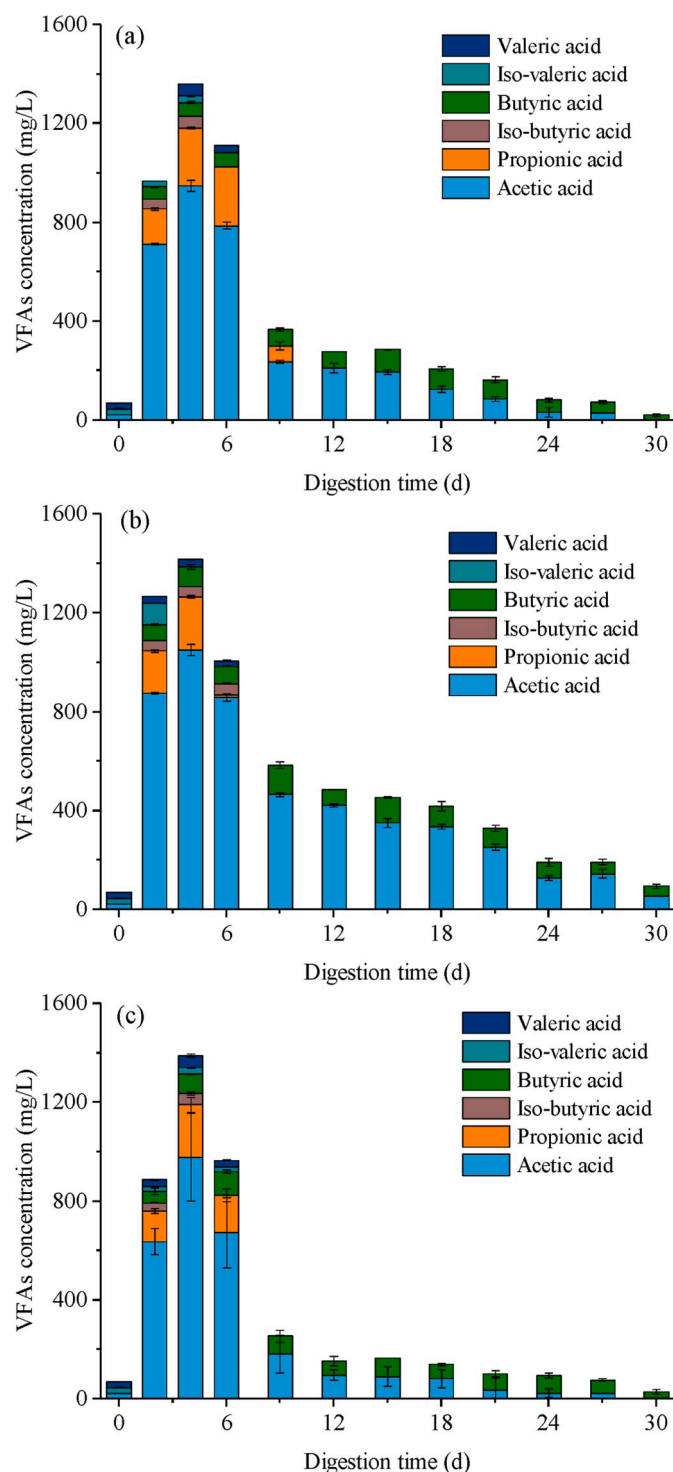 (a)
Valeric acid
Iso-valeric acid
Butyric acid
Iso-butyric acid
Propionic acid
Acetic acid
VFAs concentration (mg/L)
1600
1200
800
400
0
0 6 12 18 24 30
Digestion time (d)
(b)
Valeric acid
Iso-valeric acid
Butyric acid
Iso-butyric acid
Propionic acid
Acetic acid
VFAs concentration (mg/L)
1600
1200
800
400
0
0 6 12 18 24 30
Digestion time (d)
(c)
Valeric acid
Iso-valeric acid
Butyric acid
Iso-butyric acid
Propionic acid
Acetic acid
VFAs concentration (mg/L)
1600
1200
800
400
0
0 6 12 18 24 30
Digestion time (d)